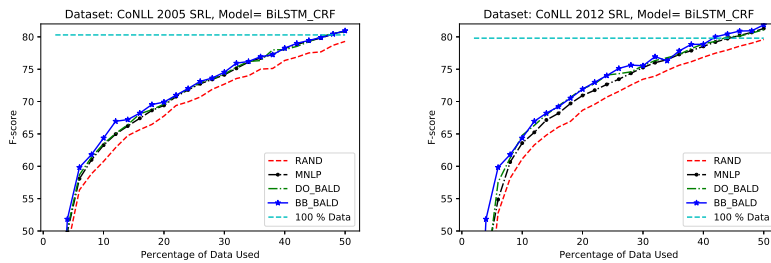 Dataset: CoNLL 2005 SRL, Model= BiLSTM_CRF
F-score
80
75
70
65
60
55
50
RAND
MNLP
DO_BALD
BB_BALD
100 % Data
0 10 20 30 40 50
Percentage of Data Used
Dataset: CoNLL 2012 SRL, Model= BiLSTM_CRF
F-score
80
75
70
65
60
55
50
RAND
MNLP
DO_BALD
BB_BALD
100 % Data
0 10 20 30 40 50
Percentage of Data Used